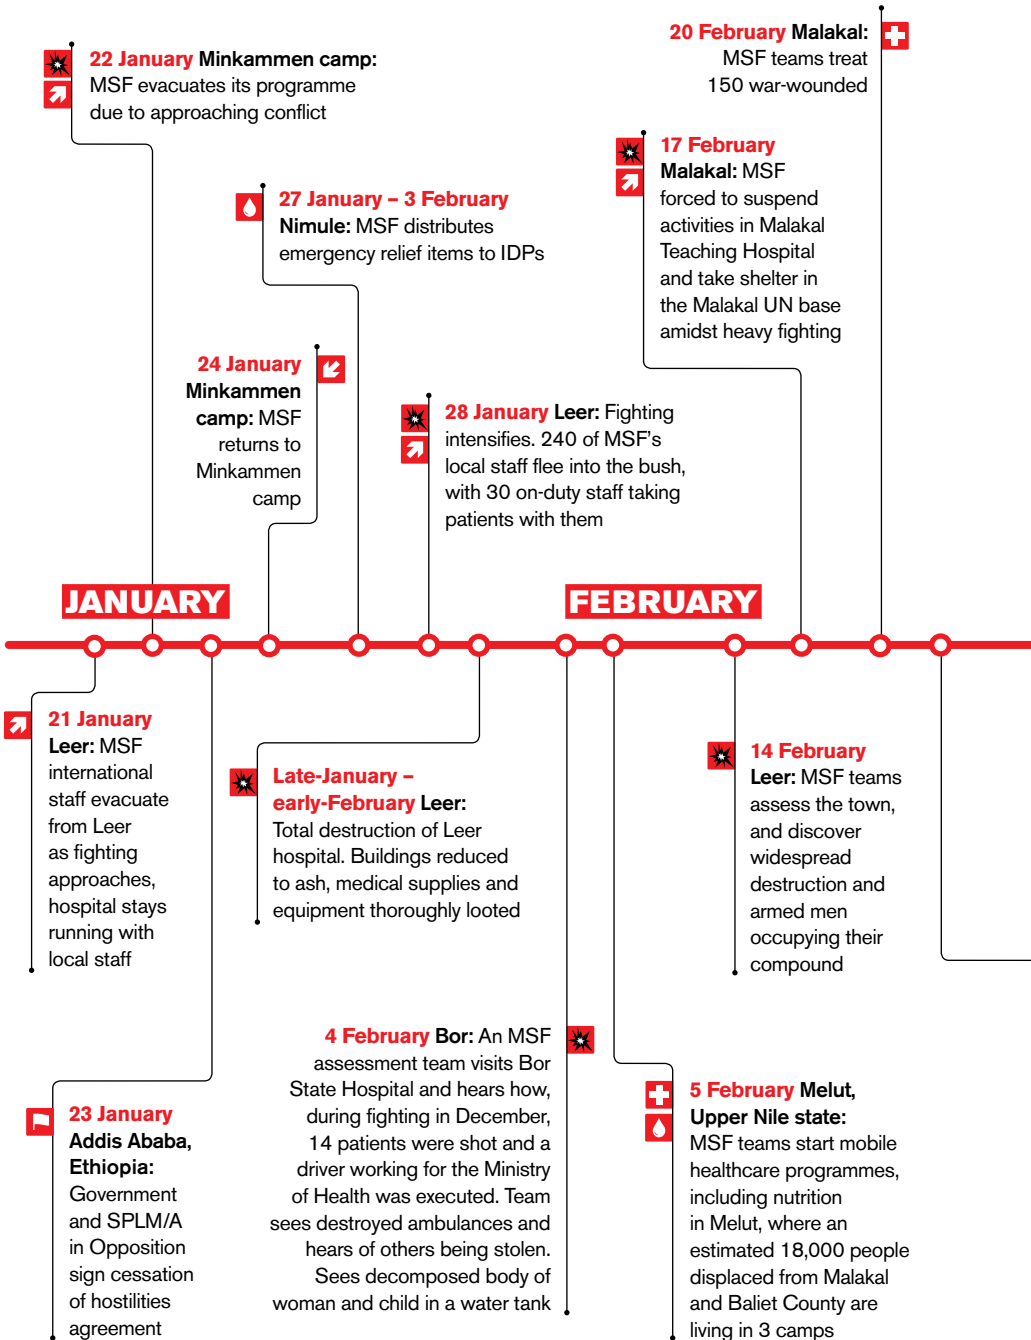 22 January Minkammen camp:
MSF evacuates its programme
due to approaching conflict
27 January – 3 February
Nimule: MSF distributes
emergency relief items to IDPs
24 January
Minkammen
camp: MSF
returns to
Minkammen
camp
28 January Leer: Fighting
intensifies. 240 of MSF’s
local staff flee into the bush,
with 30 on-duty staff taking
patients with them
20 February Malakal:
MSF teams treat
150 war-wounded
17 February
Malakal: MSF
forced to suspend
activities in Malakal
Teaching Hospital
and take shelter in
the Malakal UN base
amidst heavy fighting
JANUARY
FEBRUARY
21 January
Leer: MSF
international
staff evacuate
from Leer
as fighting
approaches,
hospital stays
running with
local staff
23 January
Addis Ababa,
Ethiopia:
Government
and SPLM/A
in Opposition
sign cessation
of hostilities
agreement
Late-January –
early-February Leer:
Total destruction of Leer
hospital. Buildings reduced
to ash, medical supplies and
equipment thoroughly looted
4 February Bor: An MSF
assessment team visits Bor
State Hospital and hears how,
during fighting in December,
14 patients were shot and a
driver working for the Ministry
of Health was executed. Team
sees destroyed ambulances and
hears of others being stolen.
Sees decomposed body of
woman and child in a water tank
14 February
Leer: MSF teams
assess the town,
and discover
widespread
destruction and
armed men
occupying their
compound
5 February Melut,
Upper Nile state:
MSF teams start mobile
healthcare programmes,
including nutrition
in Melut, where an
estimated 18,000 people
displaced from Malakal
and Baliet County are
living in 3 camps